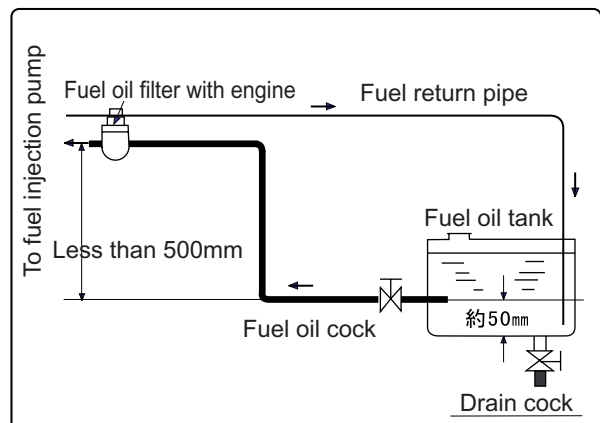 Fuel oil filter with engine
Fuel return pipe
To fuel injection pump
Fuel oil tank
Less than 500mm
約50mm
Fuel oil cock
Drain cock